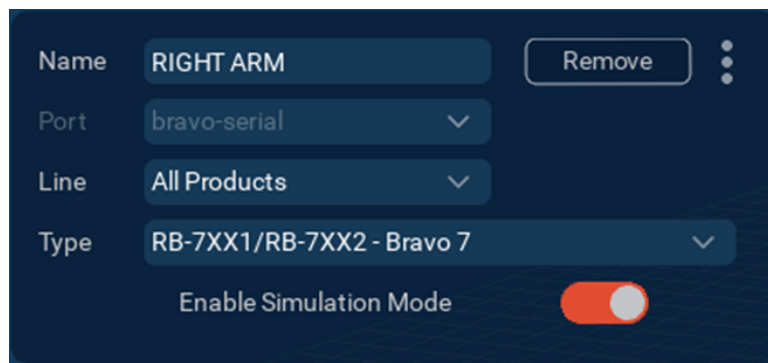 Name RIGHT ARM Remove
Port bravo-serial
Line All Products
Type RB-7XX1/RB-7XX2 - Bravo 7
Enable Simulation Mode